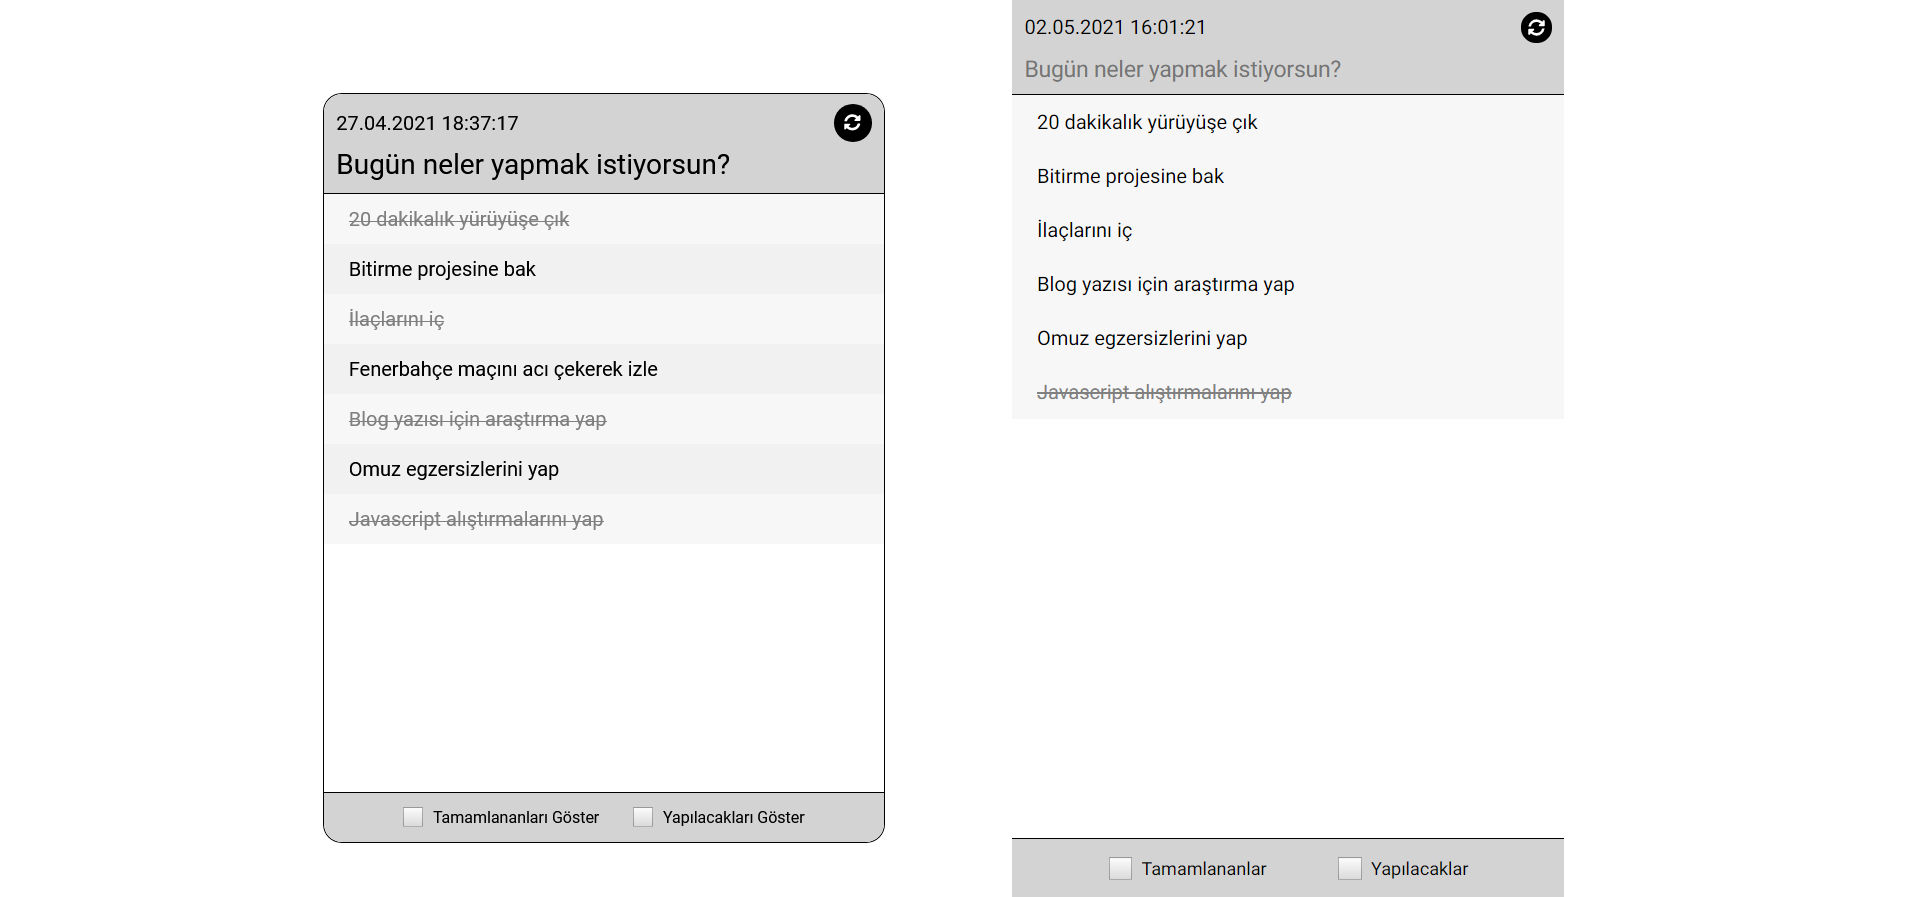 27.04.2021 18:37:17
Bugün neler yapmak istiyorsun?
20 dakikalık yürüyüşe çık
Bitirme projesine bak
İlaçlarını iç
Fenerbahçe maçını acı çekerek izle
Blog yazısı için araştırma yap
Omuz egzersizlerini yap
Javascript alıştırmalarını yap
Tamamlananları Göster
Yapılacakları Göster
02.05.2021 16:01:21
Bugün neler yapmak istiyorsun?
20 dakikalık yürüyüşe çık
Bitirme projesine bak
İlaçlarını iç
Blog yazısı için araştırma yap
Omuz egzersizlerini yap
Javascript alıştırmalarını yap
Tamamlananlar
Yapılacaklar